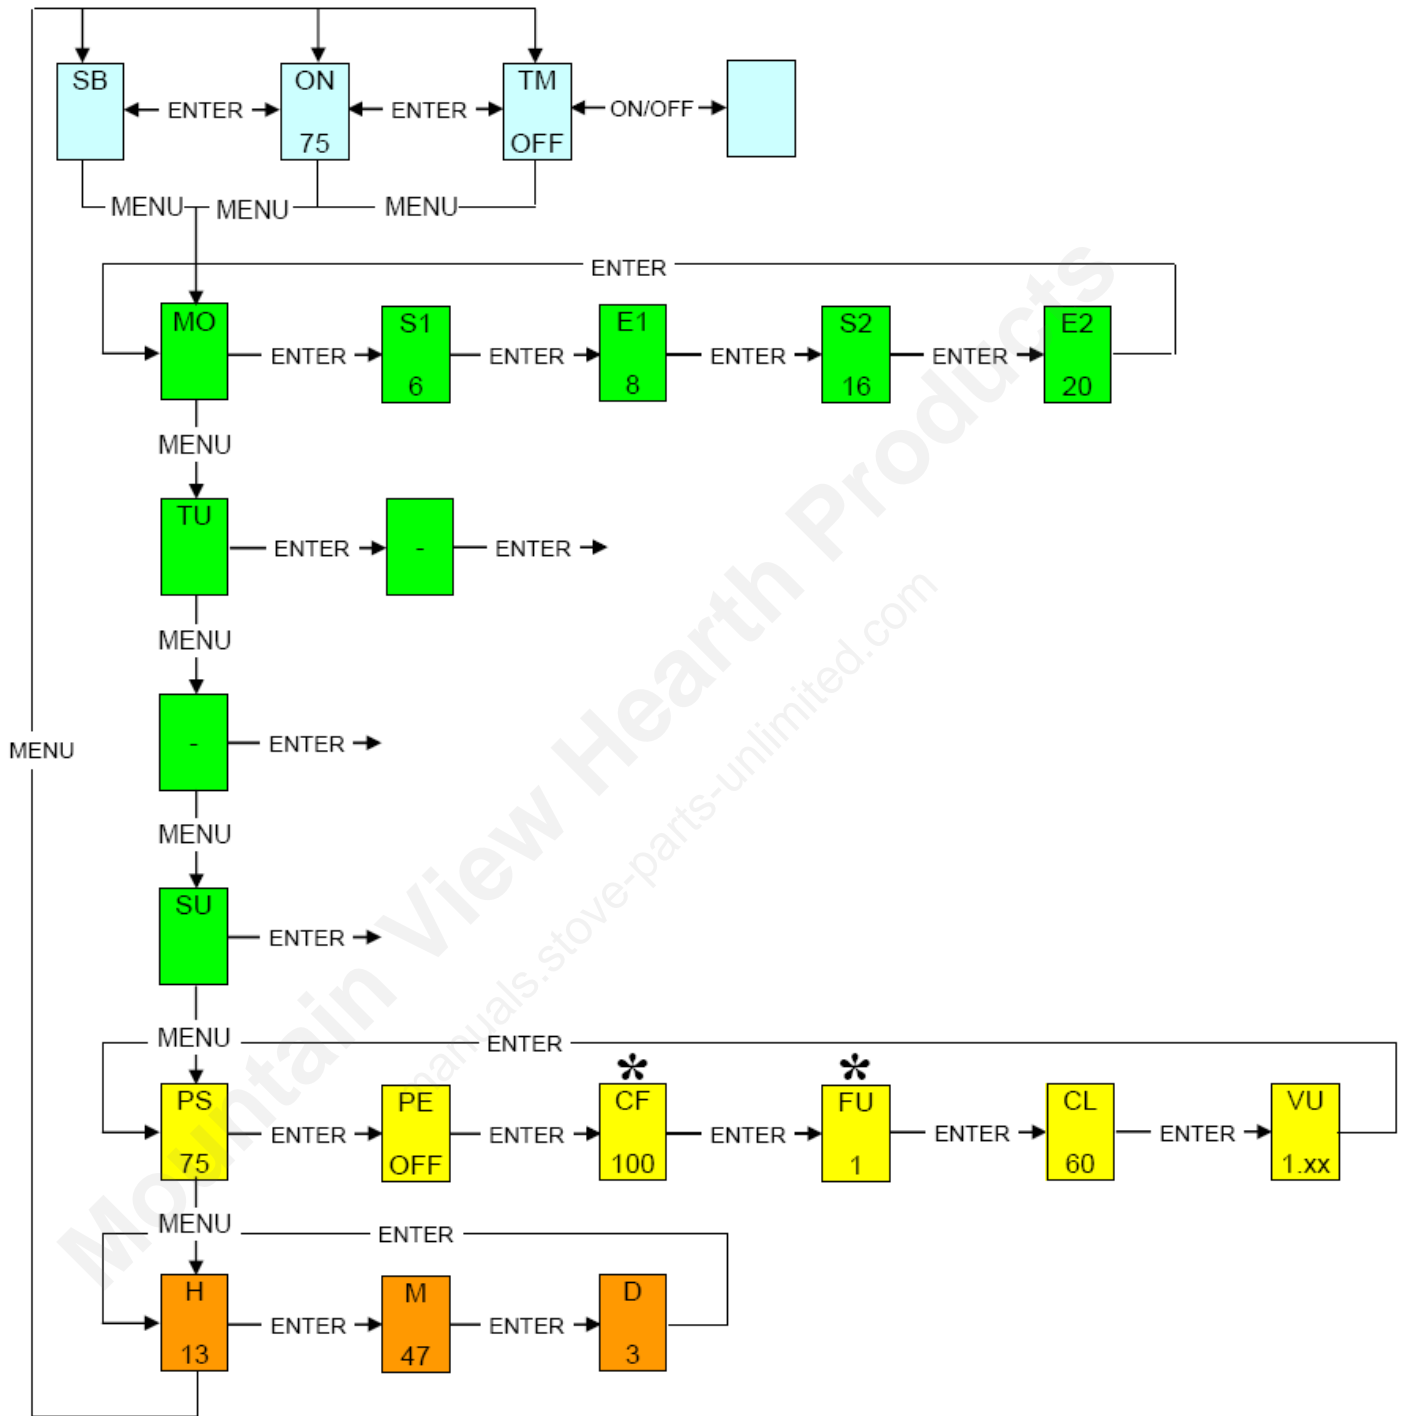 SB ENTER ON ENTER TM ON/OFF
75 OFF
MENU MENU MENU
ENTER
MO ENTER S1 ENTER E1 ENTER S2 ENTER E2
6 8 16 20
MENU
TU ENTER - ENTER
MENU
- ENTER
MENU
MENU
SU ENTER
MENU ENTER
* *
PS ENTER PE ENTER CF ENTER FU ENTER CL ENTER VU
75 OFF 100 1 60 1.xx
MENU ENTER
H ENTER M ENTER D
13 47 3
Mountain View Hearth Products
manuals.stove-parts-unlimited.com